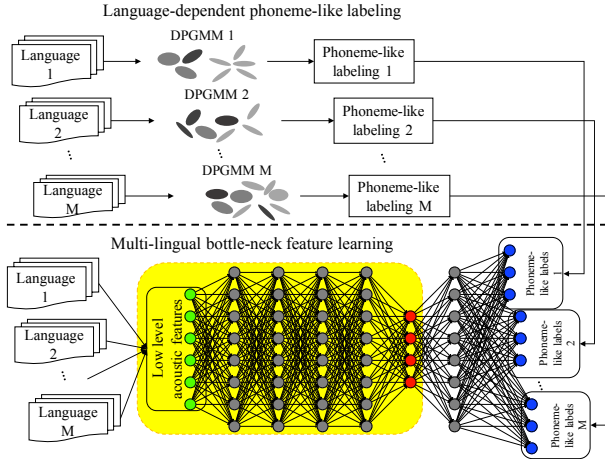 Language-dependent phoneme-like labeling
Language
1
DPGMM 1
Phoneme-like
labeling 1
Language
2
DPGMM 2
Phoneme-like
labeling 2
...
...
Language
M
DPGMM M
Phoneme-like
labeling M
Multi-lingual bottle-neck feature learning
Language
1
Language
2
...
Language
M
Low level
acoustic features
Phoneme-
like labels
1
Phoneme-
like labels
2
...
Phoneme-
like labels
M